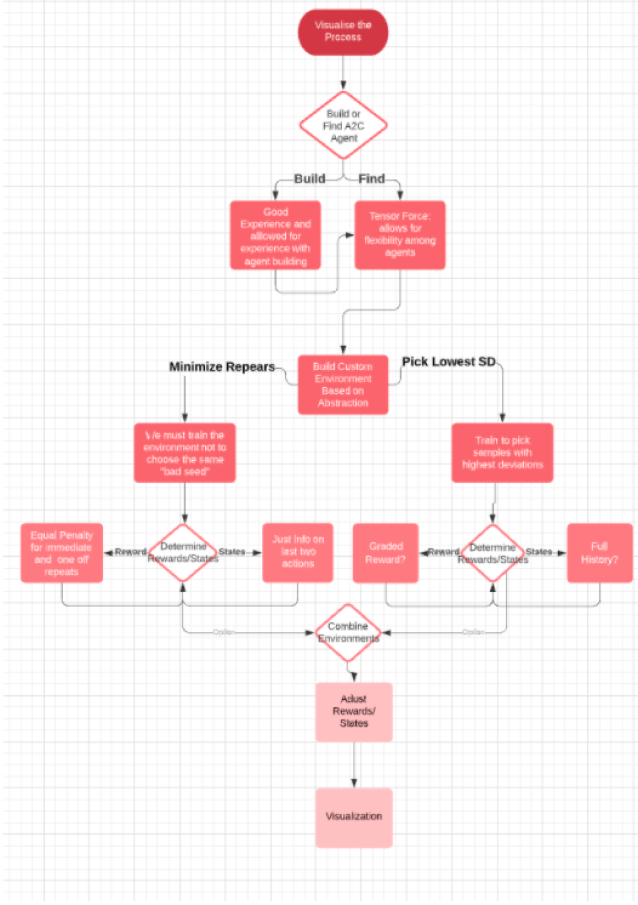 Visualise the
Process
Build or
Find A2C
Agent
Build
Find
Good
Experience and
alllowed for
experience with
agent building
Tensor Force:
allows for
flexibility among
agents
Minimize Repears
Build Custom
Environment
Based on
Abstraction
Pick Lowest SD
We must train the
environment not to
choose the same
"bad seed"
Train to pick
samples with
highest deviations
Equal Penalty
for immediate
and one off
repeats
Reward
Determine
Rewards/States
States
Just info on
last two
actions
Graded
Reward?
Reward
Determine
Rewards/States
States
Full
History?
Option
Combine
Environments
Option
Adust
Rewards/
States
Visualization